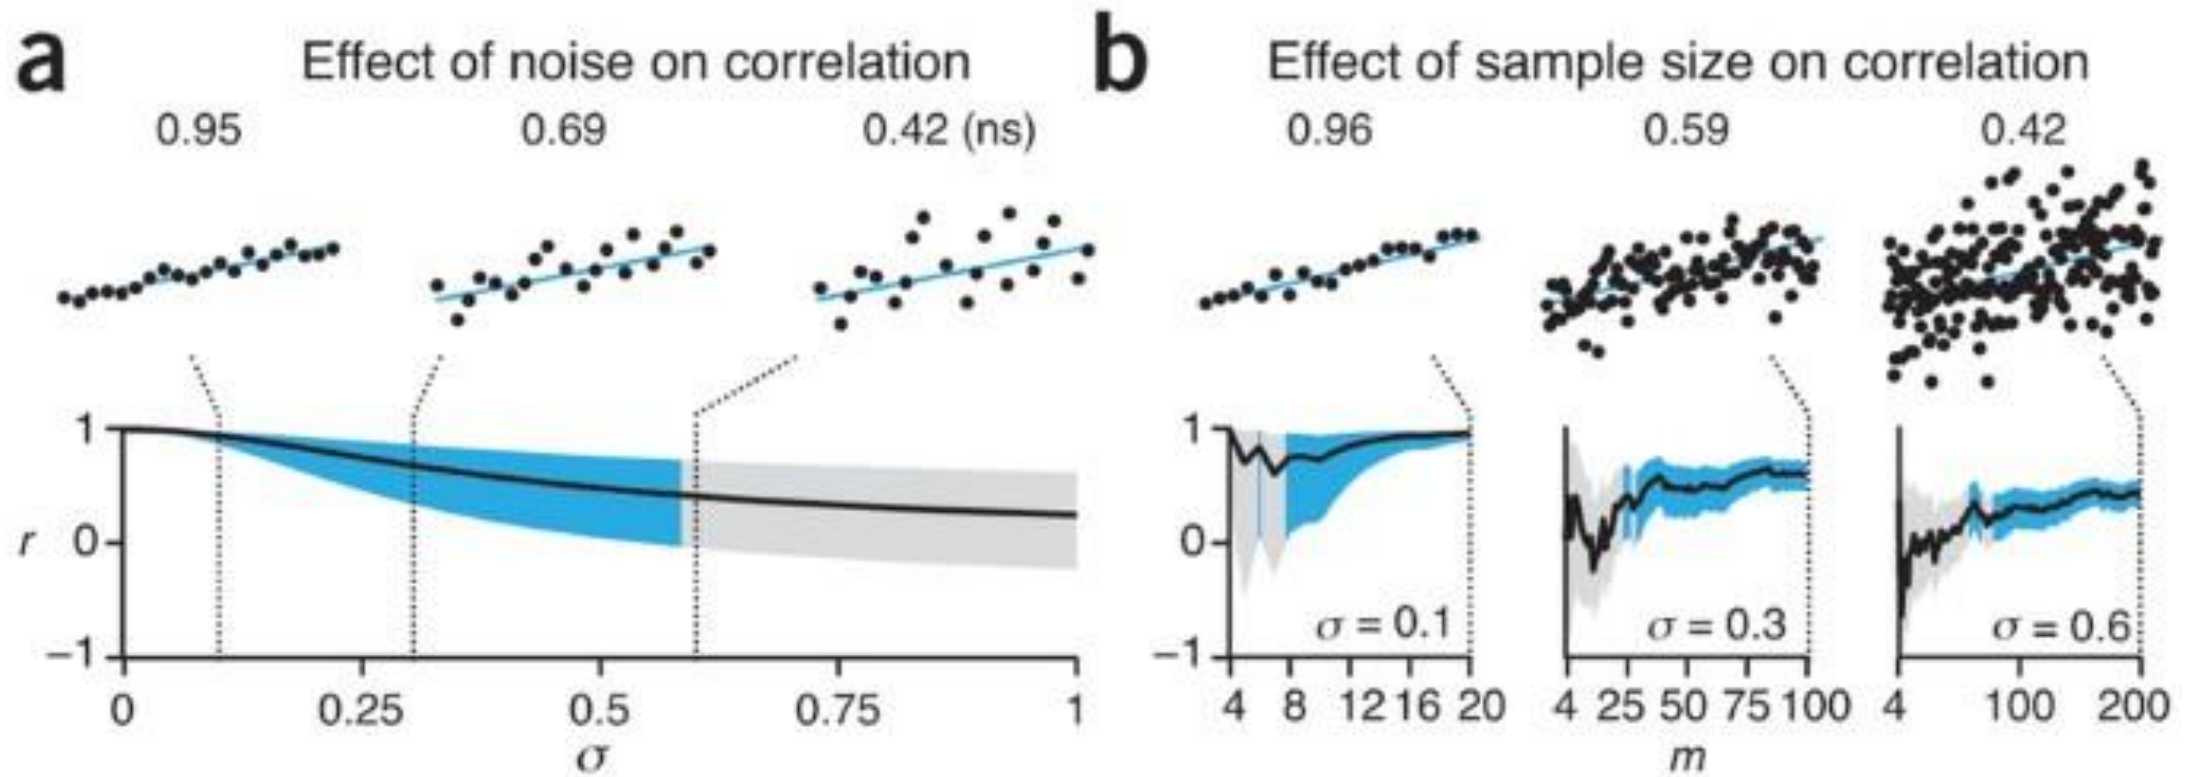 a
Effect of noise on correlation
0.95 0.69 0.42 (ns)
1
r 0
−1
0 0.25 0.5 0.75 1
σ
b
Effect of sample size on correlation
0.96 0.59 0.42
1
0
−1
σ = 0.1 σ = 0.3 σ = 0.6
4 8 12 16 20 4 25 50 75 100 4 100 200
m